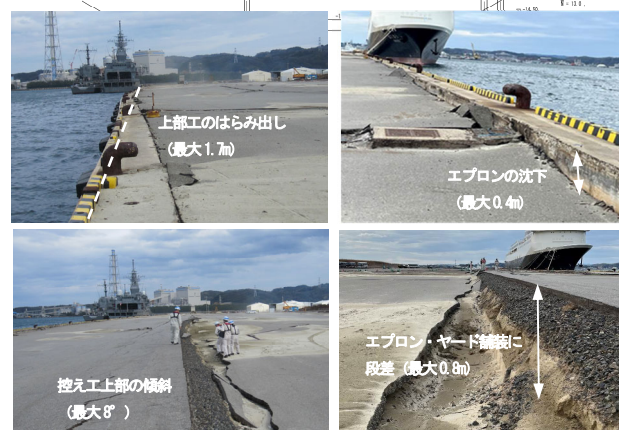 上部工のはらみ出し
(最大1.7m)
エプロンの沈下
(最大0.4m)
控え工上部の傾斜
(最大8°)
エプロン・ヤード舗装に
段差 (最大0.8m)